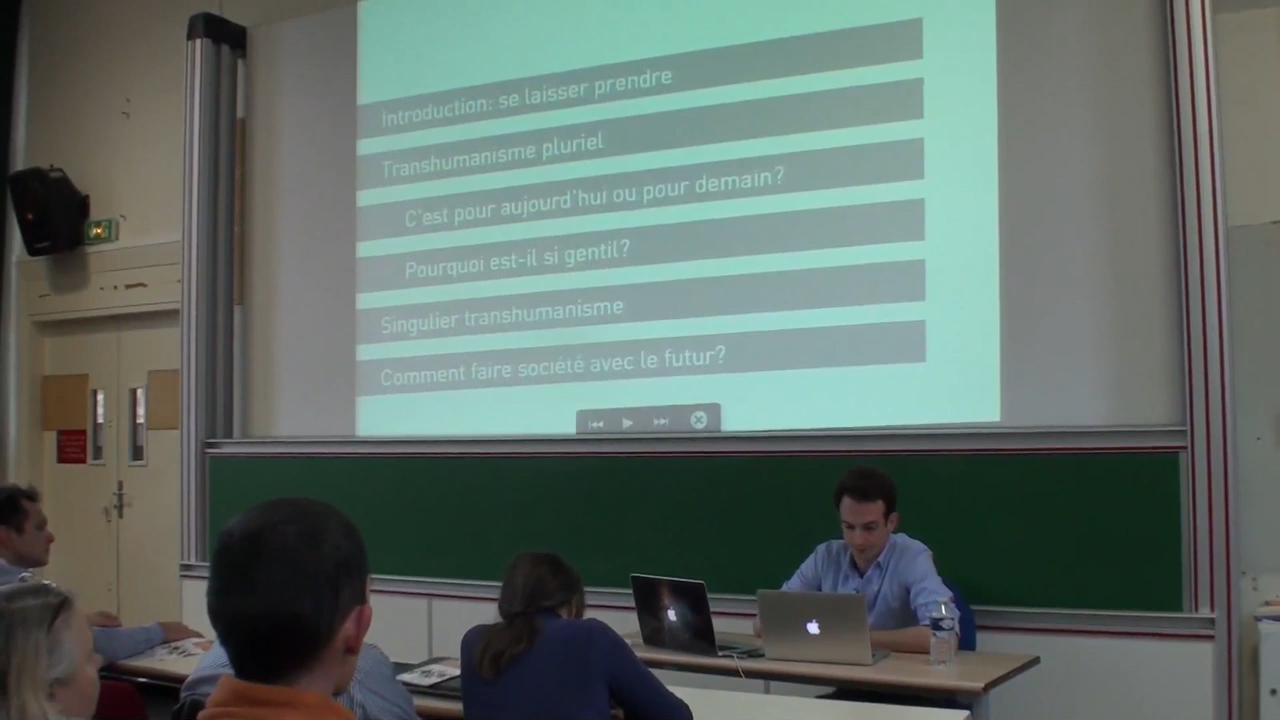 Introduction: se laisser prendre
Transhumanisme pluriel
C'est pour aujourd'hui ou pour demain?
Pourquoi est-il si gentil?
Singulier transhumanisme
Comment faire société avec le futur?